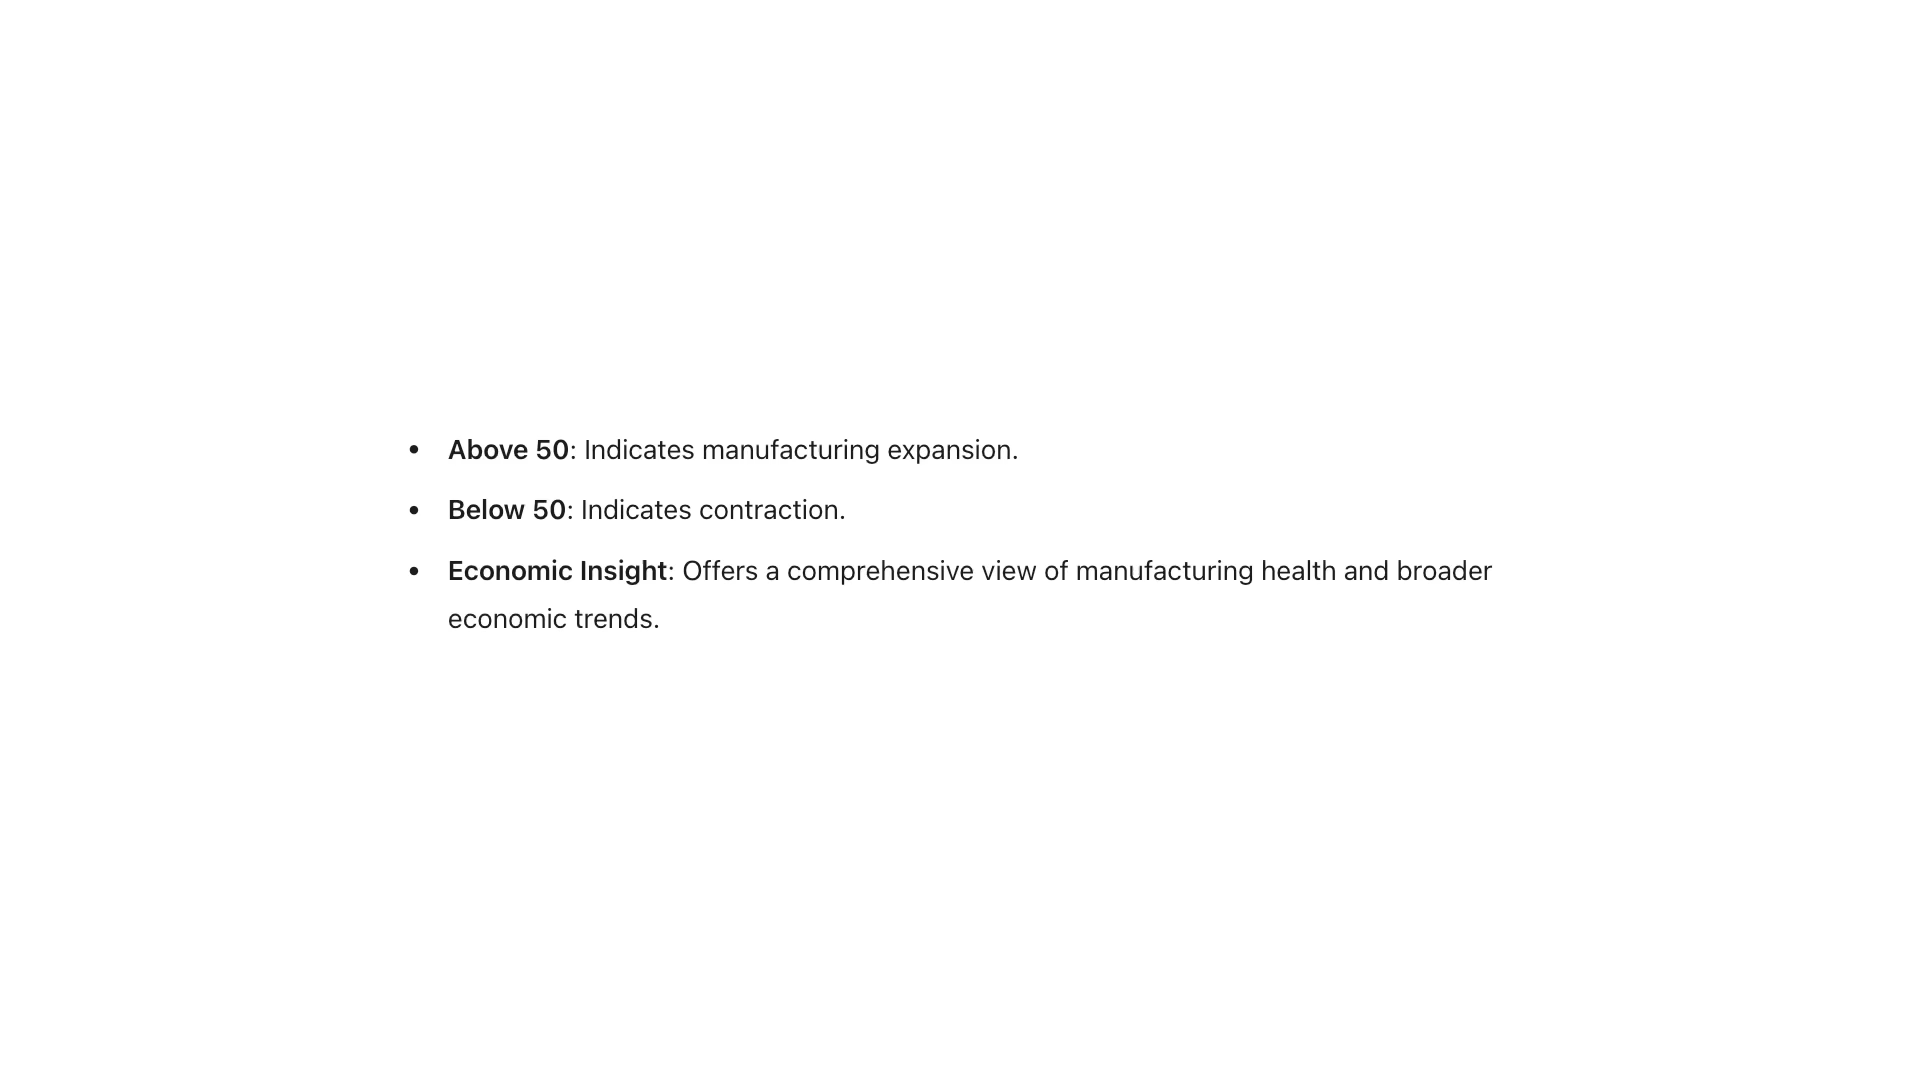 • Above 50: Indicates manufacturing expansion.
• Below 50: Indicates contraction.
• Economic Insight: Offers a comprehensive view of manufacturing health and broader
economic trends.